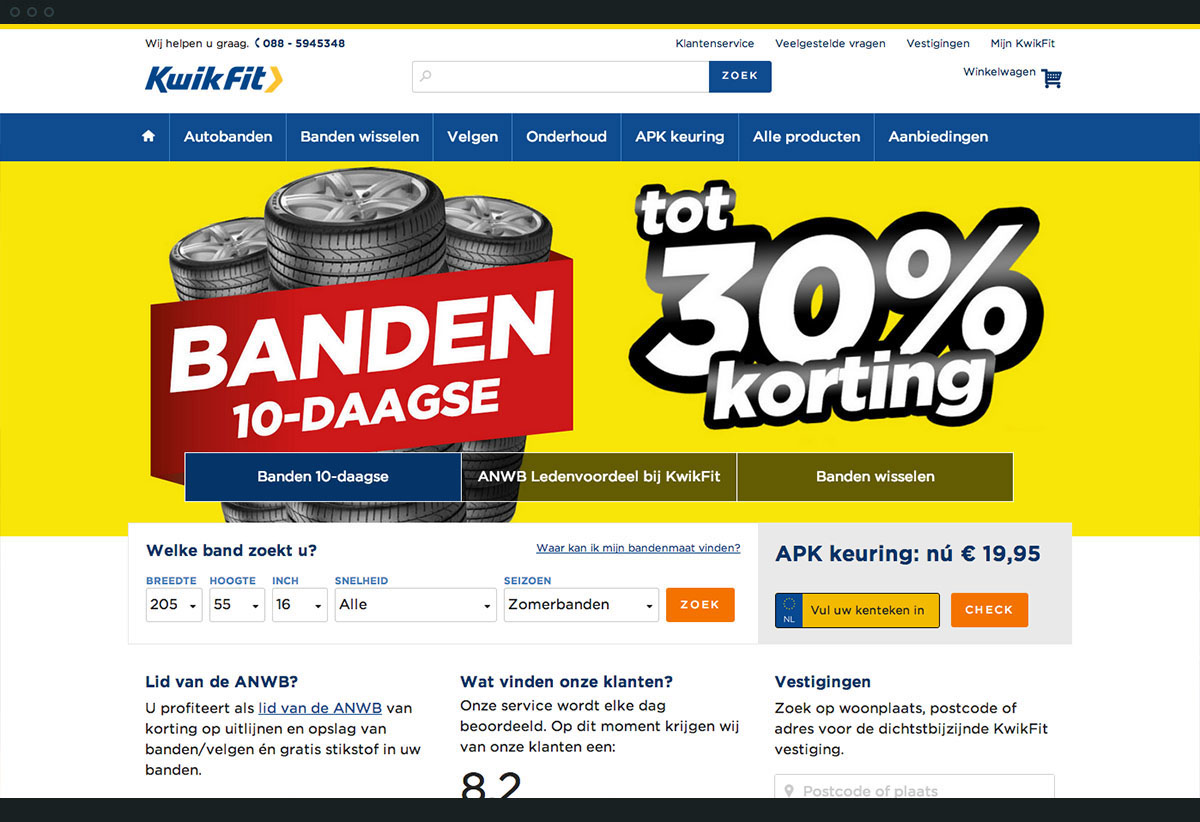 Wij helpen u graag. 088 - 5945348
Klantenservice Veelgestelde vragen Vestigingen Mijn KwikFit
KwikFit
ZOEK
Winkelwagen
Autobanden Banden wisselen Velgen Onderhoud APK keuring Alle producten Aanbiedingen
BANDEN
10-DAAGSE
tot
30%
korting
Banden 10-daagse ANWB Ledenvoordeel bij KwikFit Banden wisselen
Welke band zoekt u?
Waar kan ik mijn bandenmaat vinden?
BREEDTE HOOGTE INCH SNELHEID SEIZOEN
205 55 16 Alle Zomerbanden ZOEK
APK keuring: nú € 19,95
NL Vul uw kenteken in CHECK
Lid van de ANWB?
U profiteert als lid van de ANWB van
korting op uitlijnen en opslag van
banden/velgen én gratis stikstof in uw
banden.
Wat vinden onze klanten?
Onze service wordt elke dag
beoordeeld. Op dit moment krijgen wij
van onze klanten een:
8,2
Vestigingen
Zoek op woonplaats, postcode of
adres voor de dichtstbijzijnde KwikFit
vestiging.
Postcode of plaats